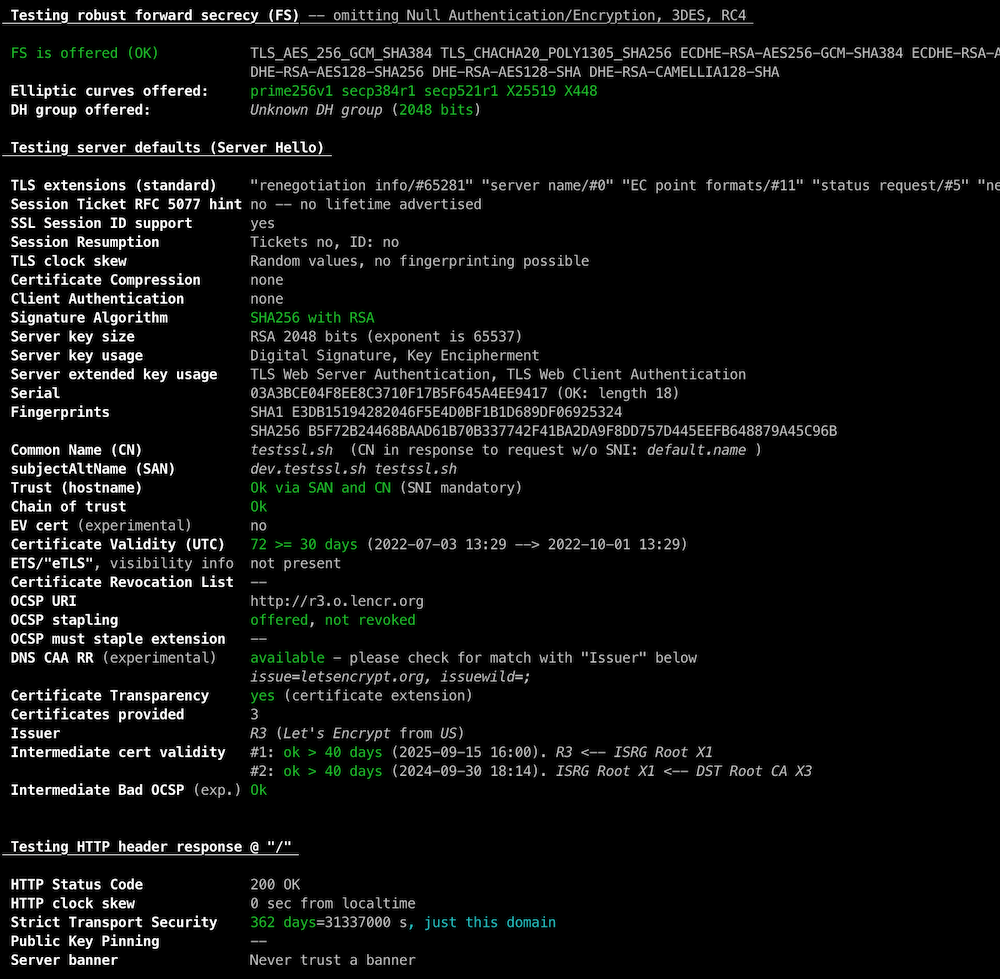 Testing robust forward secrecy (FS) -- omitting Null Authentication/Encryption, 3DES, RC4
FS is offered (OK) TLS_AES_256_GCM_SHA384 TLS_CHACHA20_POLY1305_SHA256 ECDHE-RSA-AES256-GCM-SHA384 ECDHE-RSA-A
DHE-RSA-AES128-SHA256 DHE-RSA-AES128-SHA DHE-RSA-CAMELLIA128-SHA
Elliptic curves offered: prime256v1 secp384r1 secp521r1 X25519 X448
DH group offered: Unknown DH group (2048 bits)
Testing server defaults (Server Hello)
TLS extensions (standard) "renegotiation info/#65281" "server name/#0" "EC point formats/#11" "status request/#5" "ne
Session Ticket RFC 5077 hint no -- no lifetime advertised
SSL Session ID support yes
Session Resumption Tickets no, ID: no
TLS clock skew Random values, no fingerprinting possible
Certificate Compression none
Client Authentication none
Signature Algorithm SHA256 with RSA
Server key size RSA 2048 bits (exponent is 65537)
Server key usage Digital Signature, Key Encipherment
Server extended key usage TLS Web Server Authentication, TLS Web Client Authentication
Serial 03A3BCE04F8EE8C3710F17B5F645A4EE9417 (OK: length 18)
Fingerprints SHA1 E3DB15194282046F5E4D0BF1B1D689DF06925324
SHA256 B5F72B24468BAAD61B70B337742F41BA2DA9F8DD757D445EEFB648879A45C96B
Common Name (CN) testssl.sh (CN in response to request w/o SNI: default.name )
subjectAltName (SAN) dev.testssl.sh testssl.sh
Trust (hostname) Ok via SAN and CN (SNI mandatory)
Chain of trust Ok
EV cert (experimental) no
Certificate Validity (UTC) 72 >= 30 days (2022-07-03 13:29 --> 2022-10-01 13:29)
ETS/"eTLS", visibility info not present
Certificate Revocation List --
OCSP URI http://r3.o.lencr.org
OCSP stapling offered, not revoked
OCSP must staple extension --
DNS CAA RR (experimental) available - please check for match with "Issuer" below
issue=letsencrypt.org, issuewild=;
Certificate Transparency yes (certificate extension)
Certificates provided 3
Issuer R3 (Let's Encrypt from US)
Intermediate cert validity #1: ok > 40 days (2025-09-15 16:00). R3 <-- ISRG Root X1
#2: ok > 40 days (2024-09-30 18:14). ISRG Root X1 <-- DST Root CA X3
Intermediate Bad OCSP (exp.) Ok
Testing HTTP header response @ "/"
HTTP Status Code 200 OK
HTTP clock skew 0 sec from localtime
Strict Transport Security 362 days=31337000 s, just this domain
Public Key Pinning --
Server banner Never trust a banner